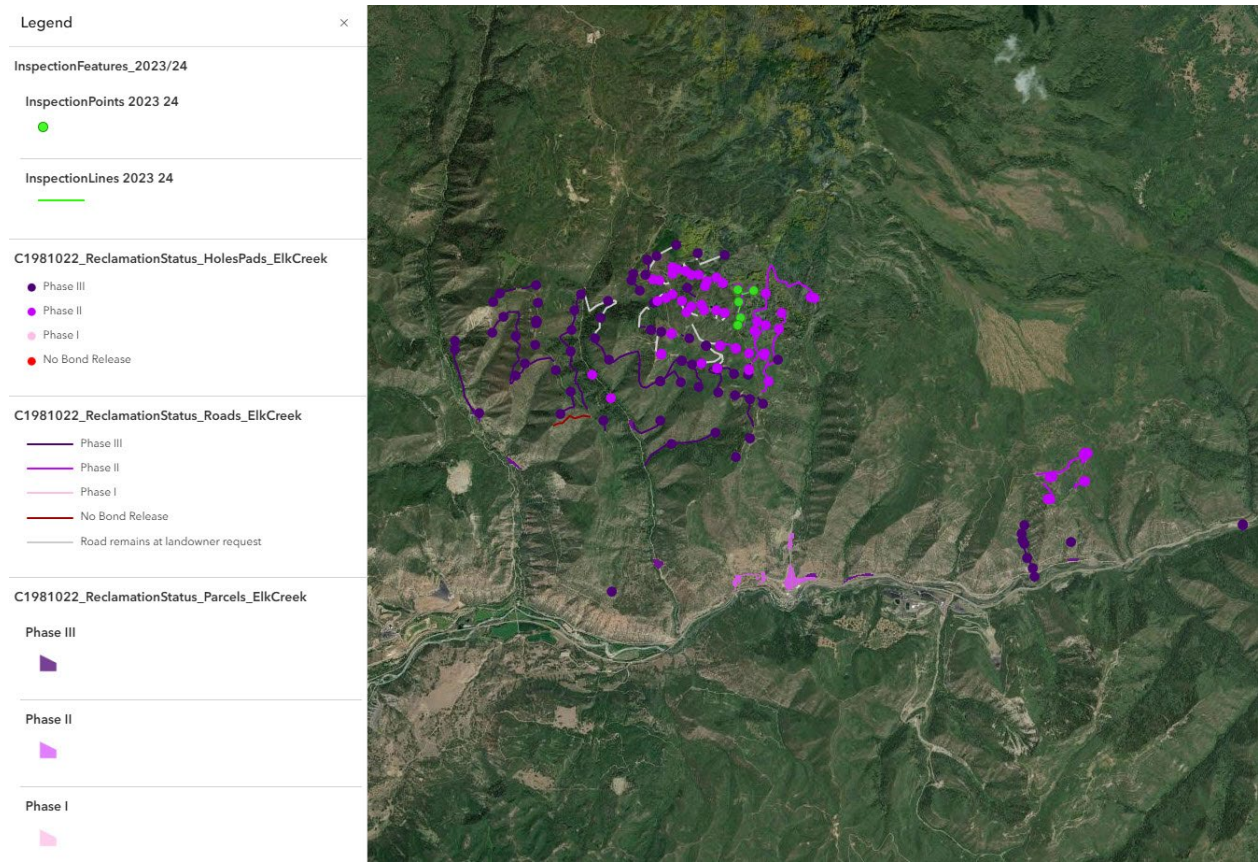 Legend
×
InspectionFeatures_2023/24
InspectionPoints 2023 24
InspectionLines 2023 24
C1981022_ReclamationStatus_HolesPads_ElkCreek
Phase III
Phase II
Phase I
No Bond Release
C1981022_ReclamationStatus_Roads_ElkCreek
Phase III
Phase II
Phase I
No Bond Release
Road remains at landowner request
C1981022_ReclamationStatus_Parcels_ElkCreek
Phase III
Phase II
Phase I